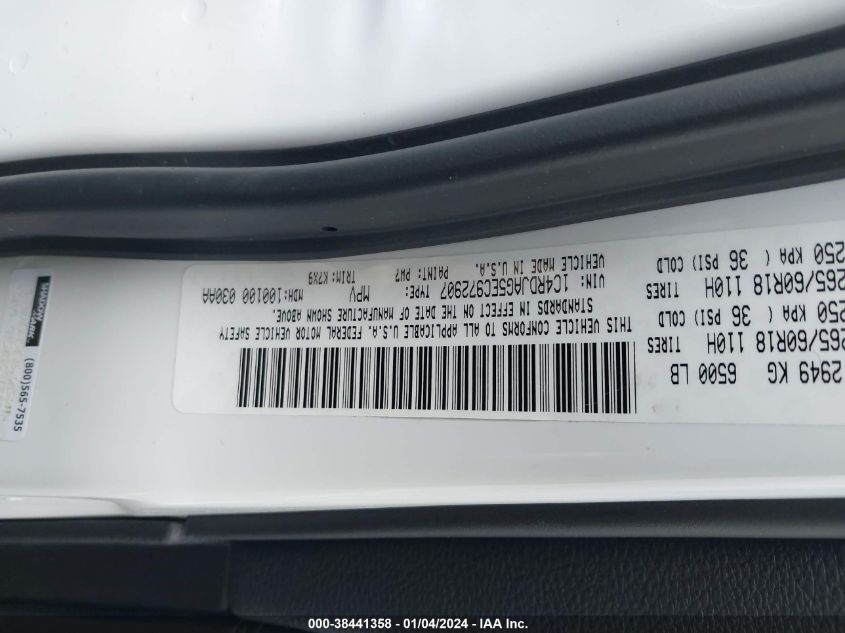 2949 KG 6500 LB
265/60R18 110H TIRES
250 KPA ( 36 PSI) COLD
265/60R18 110H TIRES
250 KPA ( 36 PSI) COLD
THIS VEHICLE CONFORMS TO ALL APPLICABLE U.S.A. FEDERAL MOTOR VEHICLE SAFETY
STANDARDS IN EFFECT ON THE DATE OF MANUFACTURE SHOWN ABOVE.
VIN: 1C4RDJAG5EC972907 TYPE: MPV MDH:100100 030AA
VEHICLE MADE IN U.S.A. PAINT: PW7 TRIM: K7X9
(800)565-7535
000-38441358 - 01/04/2024 - IAA Inc.